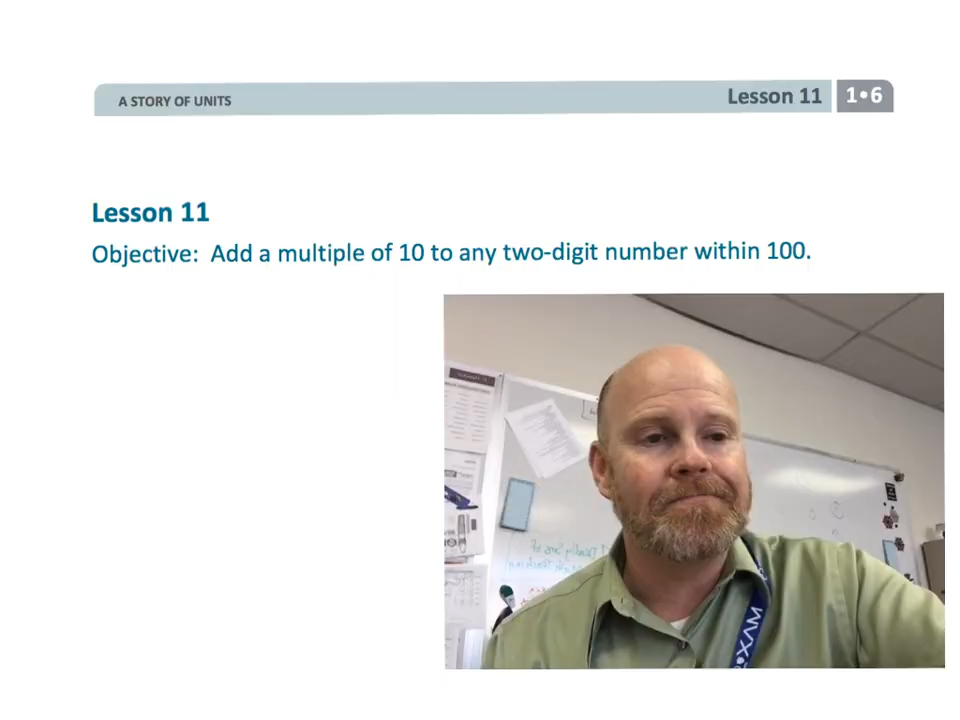 A STORY OF UNITS
Lesson 11
1•6
Lesson 11
Objective: Add a multiple of 10 to any two-digit number within 100.